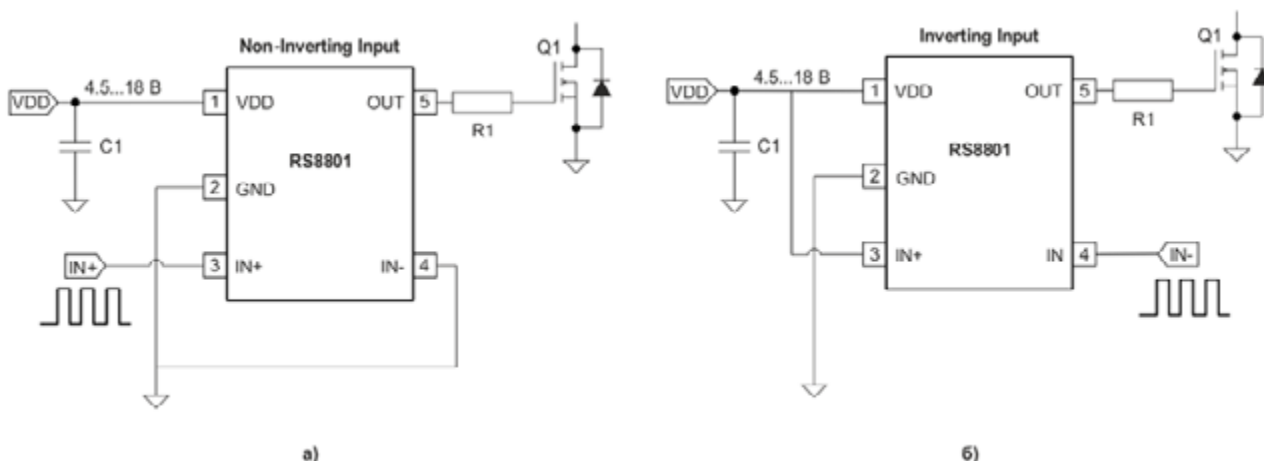 Non-Inverting Input
Q1
VDD
4.5...18 В
1
VDD
OUT
5
R1
C1
RS8801
2
GND
IN+
3
IN+
IN-
4
а)
Inverting Input
Q1
VDD
4.5...18 В
1
VDD
OUT
5
R1
C1
RS8801
2
GND
3
IN+
IN
4
IN-
б)